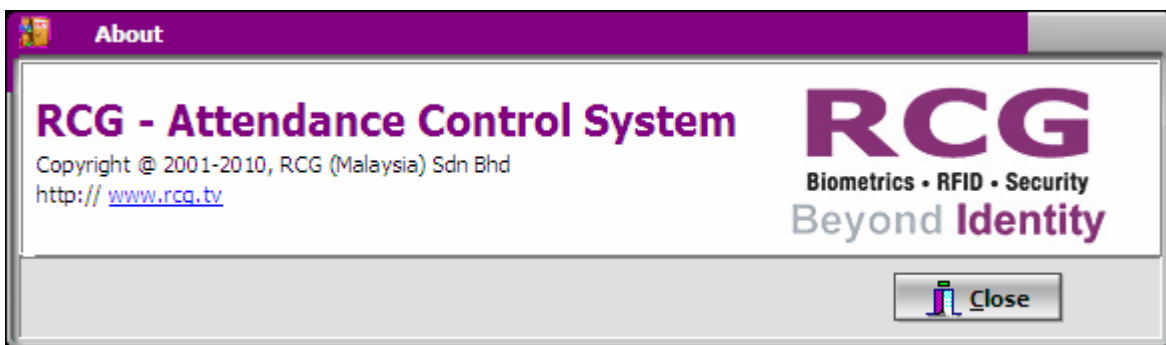 About
RCG - Attendance Control System
Copyright @ 2001-2010, RCG (Malaysia) Sdn Bhd
http:// www.rcg.tv
RCG
Biometrics • RFID • Security
Beyond Identity
Close